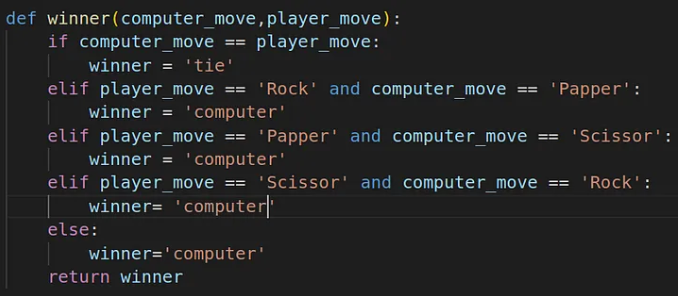 def winner(computer_move,player_move):
    if computer_move == player_move:
        winner = 'tie'
    elif player_move == 'Rock' and computer_move == 'Papper':
        winner = 'computer'
    elif player_move == 'Papper' and computer_move == 'Scissor':
        winner = 'computer'
    elif player_move == 'Scissor' and computer_move == 'Rock':
        winner= 'computer'
    else:
        winner='computer'
    return winner